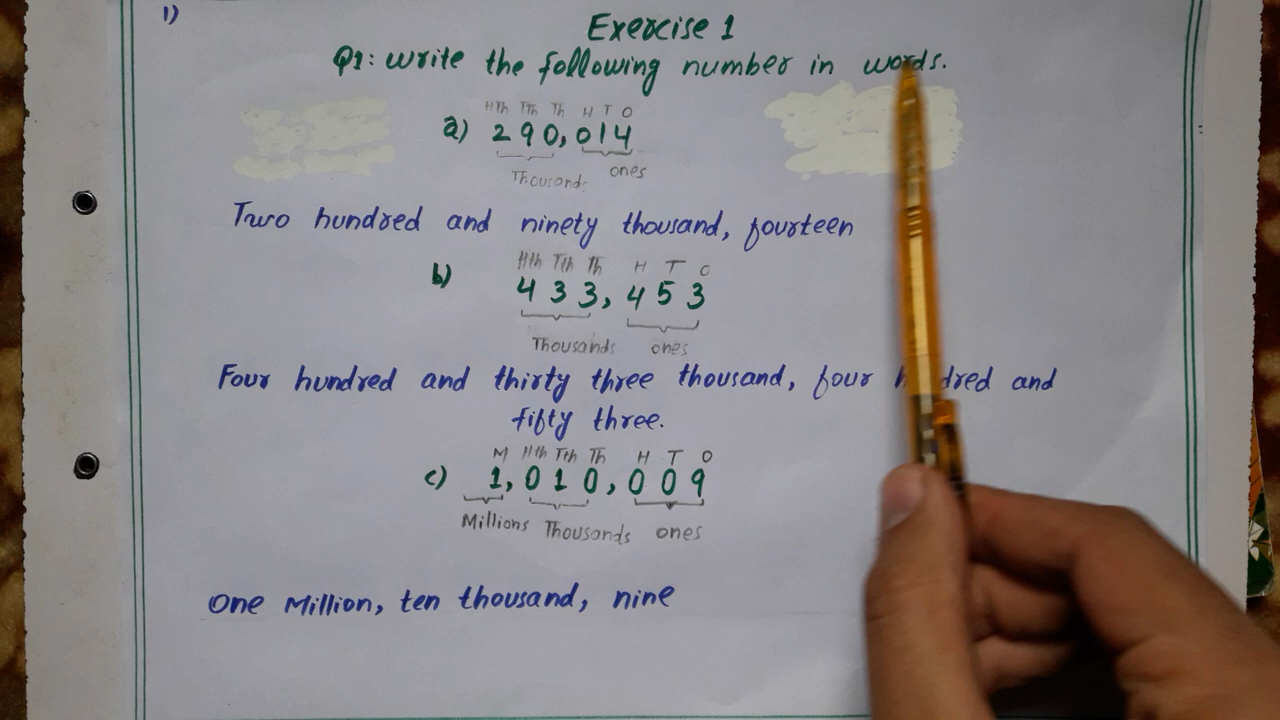 1)
Exercise 1
Q1: Write the following number in words.
Hth Tth Th H T O
a) 290,014
Thousands ones
Two hundred and ninety thousand, fourteen
Hth Tth Th H T O
b) 433,453
Thousands ones
Four hundred and thirty three thousand, four hundred and
fifty three.
M Hth Tth Th H T O
c) 1,010,009
Millions Thousands ones
One Million, ten thousand, nine